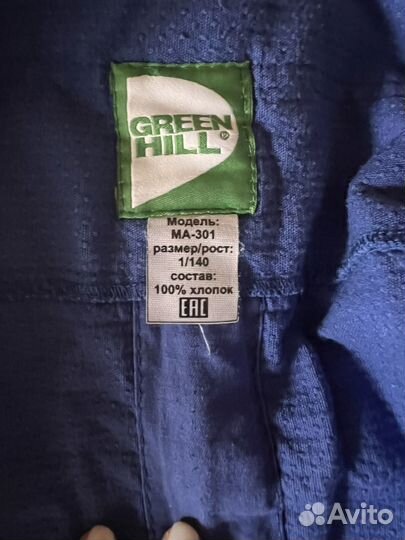 GREEN
HILL®
Модель:
MA-301
размер/рост:
1/140
состав:
100% хлопок
EAC
Avito